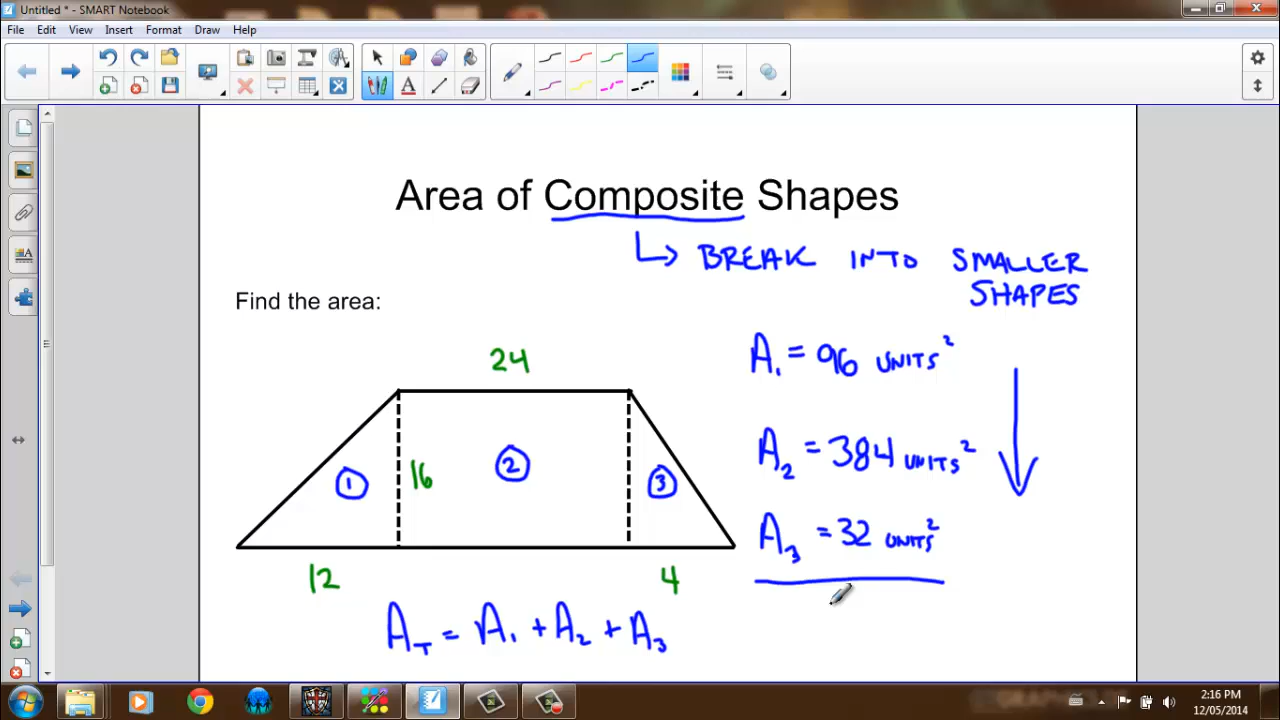 Untitled * - SMART Notebook
File Edit View Insert Format Draw Help
Area of Composite Shapes
BREAK INTO SMALLER
SHAPES
Find the area:
24
16
1
2
3
12
4
A₁ = 96 UNITS²
A₂ = 384 UNITS²
A₃ = 32 UNITS²
A_T = A₁ + A₂ + A₃
2:16 PM
12/05/2014